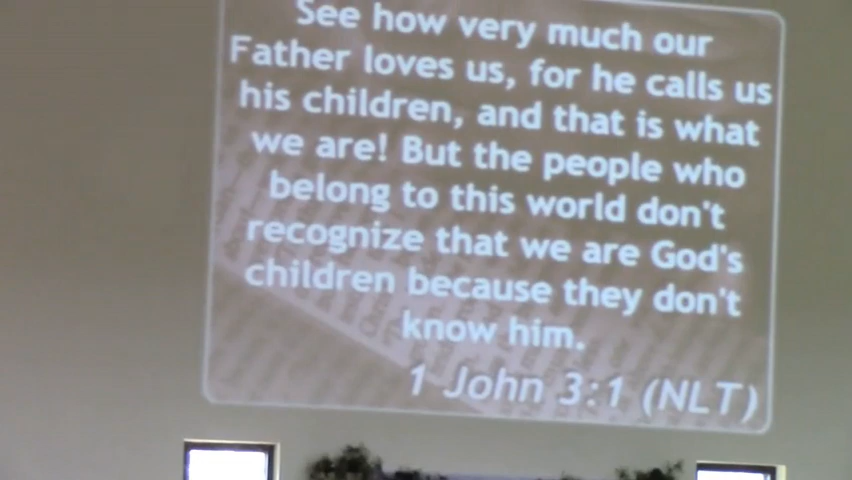 See how very much our
Father loves us, for he calls us
his children, and that is what
we are! But the people who
belong to this world don't
recognize that we are God's
children because they don't
know him.
1 John 3:1 (NLT)